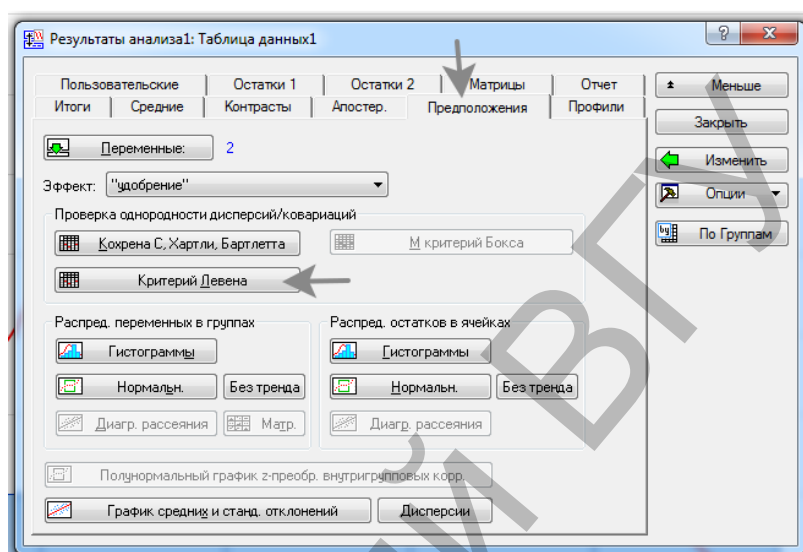 Результаты анализа1: Таблица данных1
Пользовательские Остатки 1 Остатки 2 Матрицы Отчет
Итоги Средние Контрасты Апостер. Предположения Профили
Меньше
Закрыть
Изменить
Опции
По Группам
Переменные: 2
Эффект: "удобрение"
Проверка однородности дисперсий/ковариаций
Кохрена С, Хартли, Бартлетта М критерий Бокса
Критерий Левена
Распред. переменных в группах
Гистограммы
Нормальн. Без тренда
Диагр. рассеяния Матр.
Распред. остатков в ячейках
Гистограммы
Нормальн. Без тренда
Диагр. рассеяния
Полунормальный график z-преобр. внутригрупповых корр.
График средних и станд. отклонений Дисперсии
ИЙ ВГУ